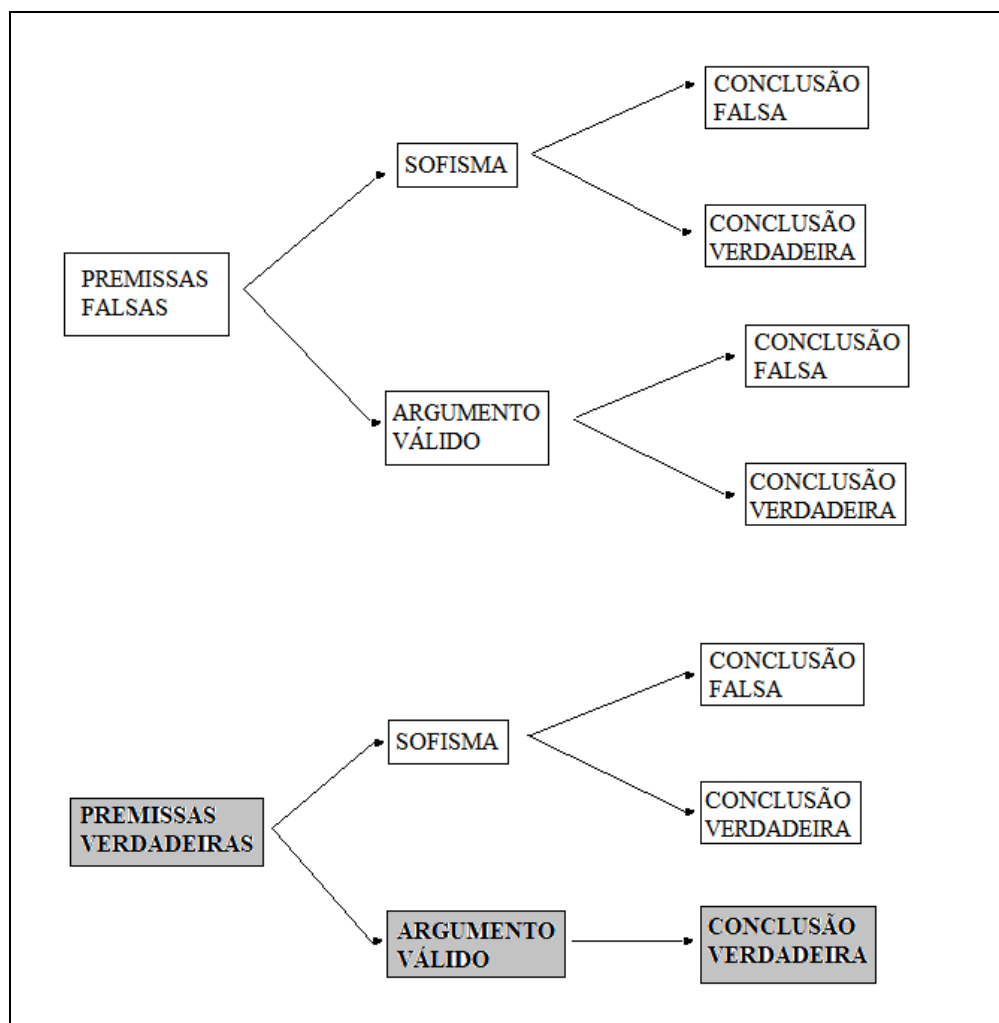 CONCLUSÃO
FALSA
SOFISMA
CONCLUSÃO
VERDADEIRA
PREMISSAS
FALSAS
CONCLUSÃO
FALSA
ARGUMENTO
VÁLIDO
CONCLUSÃO
VERDADEIRA
CONCLUSÃO
FALSA
SOFISMA
CONCLUSÃO
VERDADEIRA
PREMISSAS
VERDADEIRAS
ARGUMENTO
VÁLIDO
CONCLUSÃO
VERDADEIRA